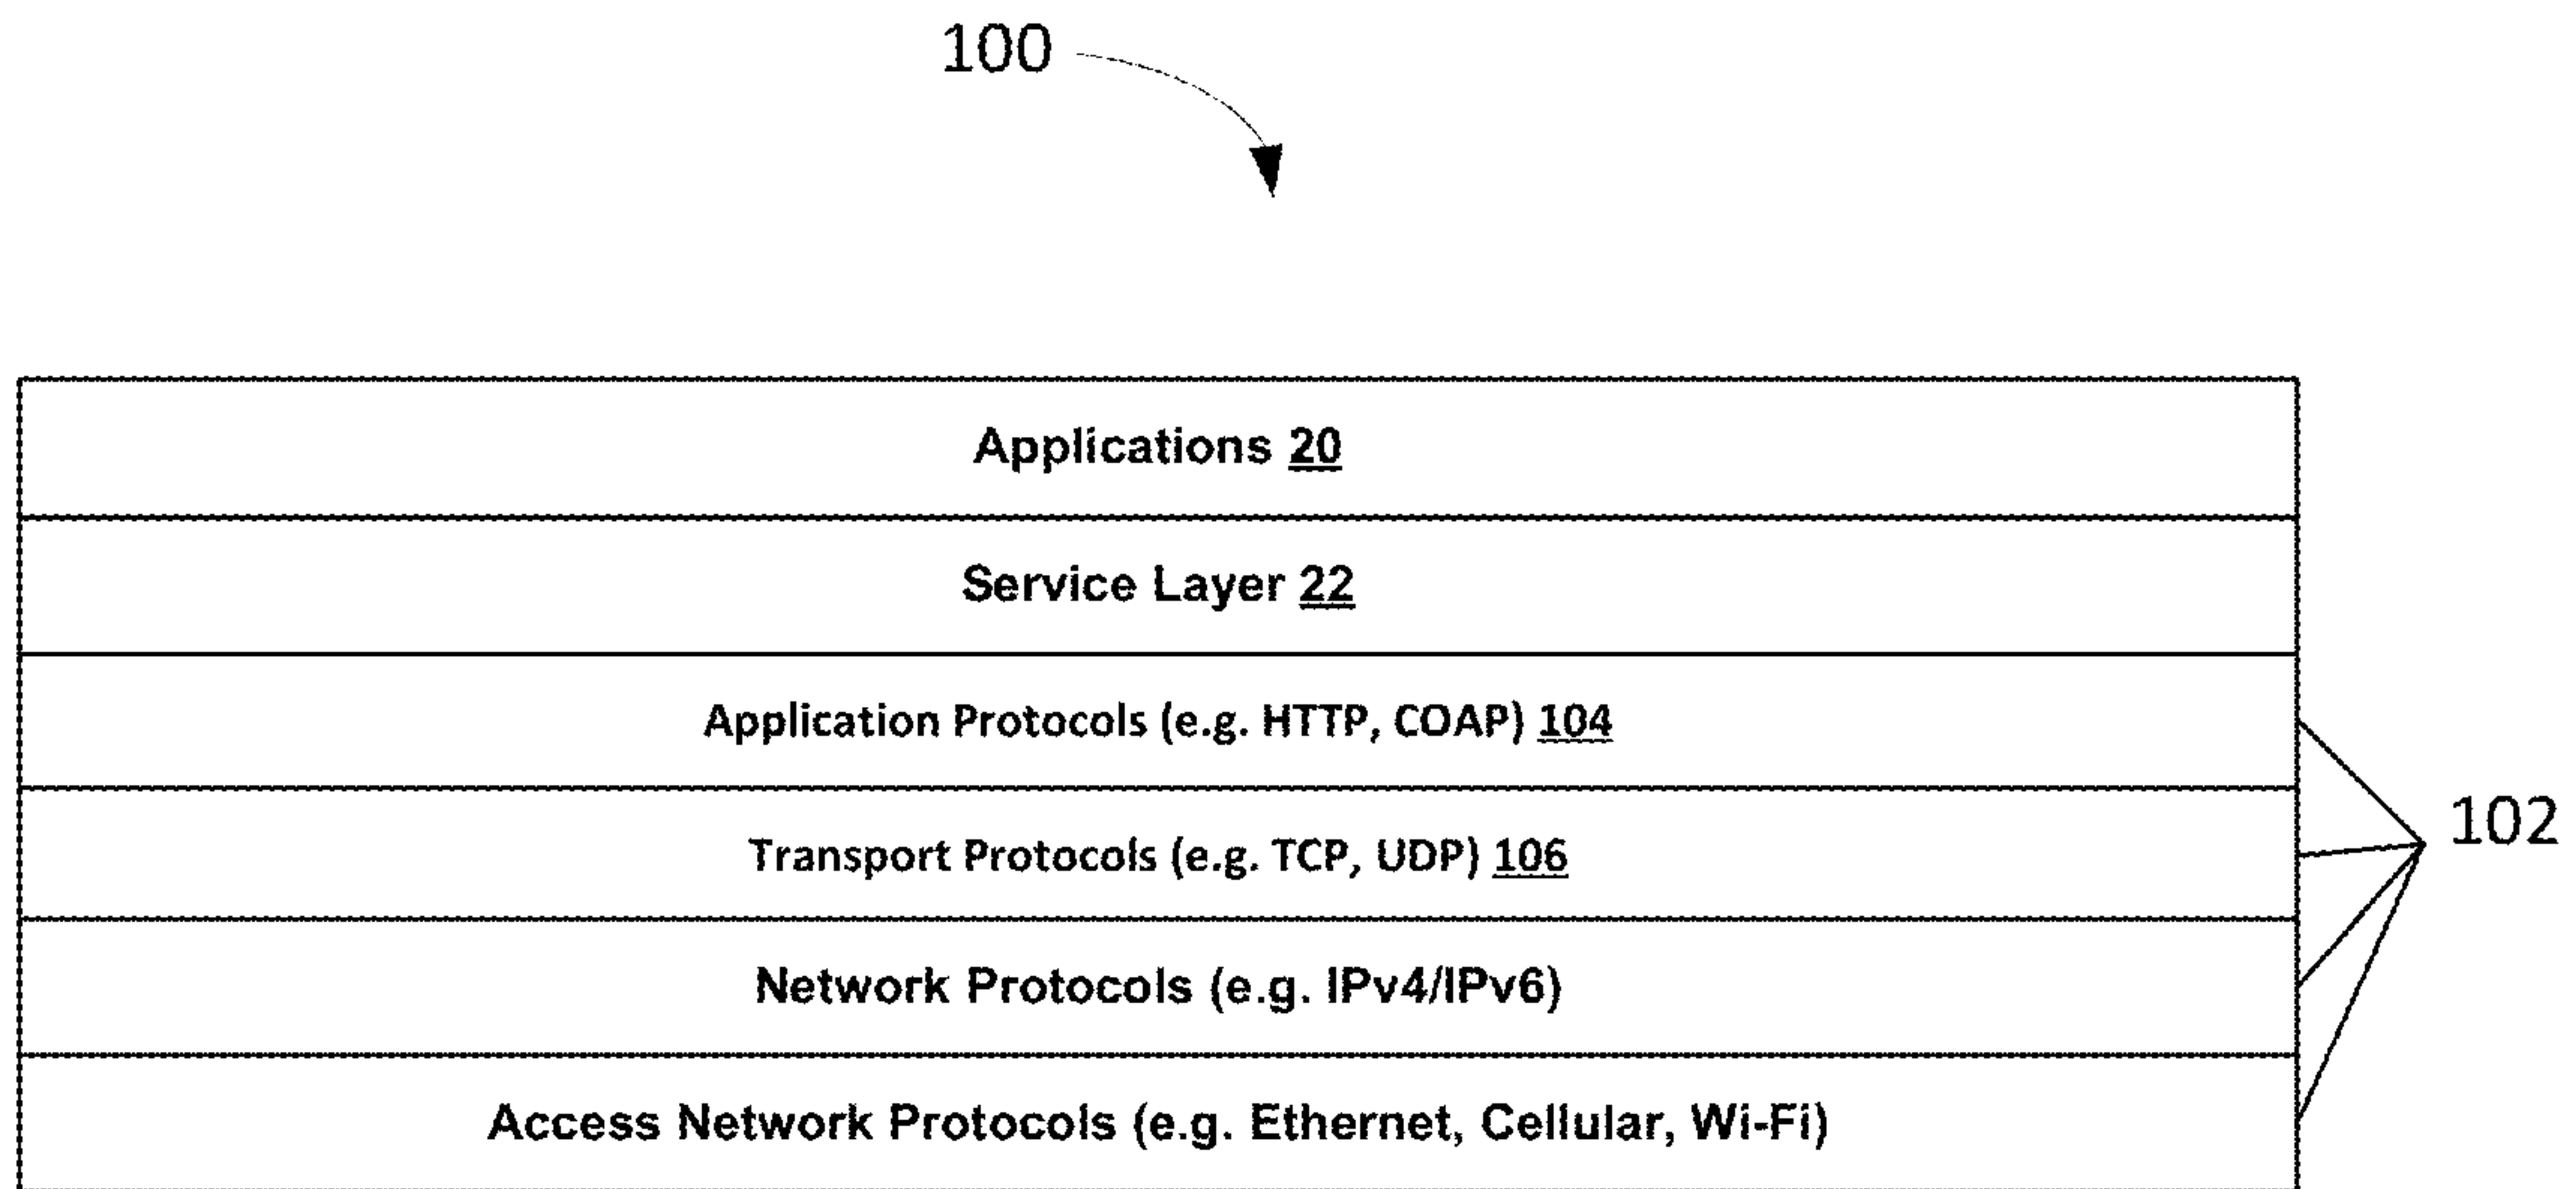 100
Applications 20
Service Layer 22
Application Protocols (e.g. HTTP, COAP) 104
Transport Protocols (e.g. TCP, UDP) 106
102
Network Protocols (e.g. IPv4/IPv6)
Access Network Protocols (e.g. Ethernet, Cellular, Wi-Fi)